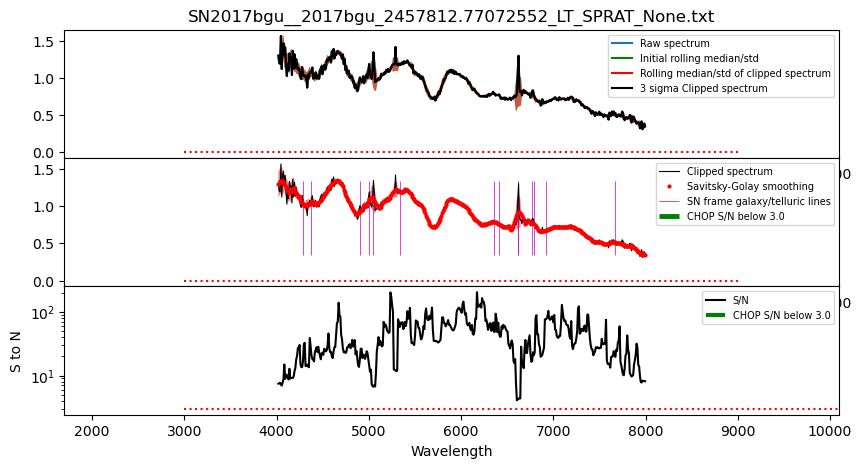 SN2017bgu__2017bgu_2457812.77072552_LT_SPRAT_None.txt
1.5
1.0
0.5
0.0
Raw spectrum
Initial rolling median/std
Rolling median/std of clipped spectrum
3 sigma Clipped spectrum
1.5
1.0
0.5
0.0
Clipped spectrum
Savitsky-Golay smoothing
SN frame galaxy/telluric lines
CHOP S/N below 3.0
S to N
10²
10¹
S/N
CHOP S/N below 3.0
2000 3000 4000 5000 6000 7000 8000 9000 10000
Wavelength